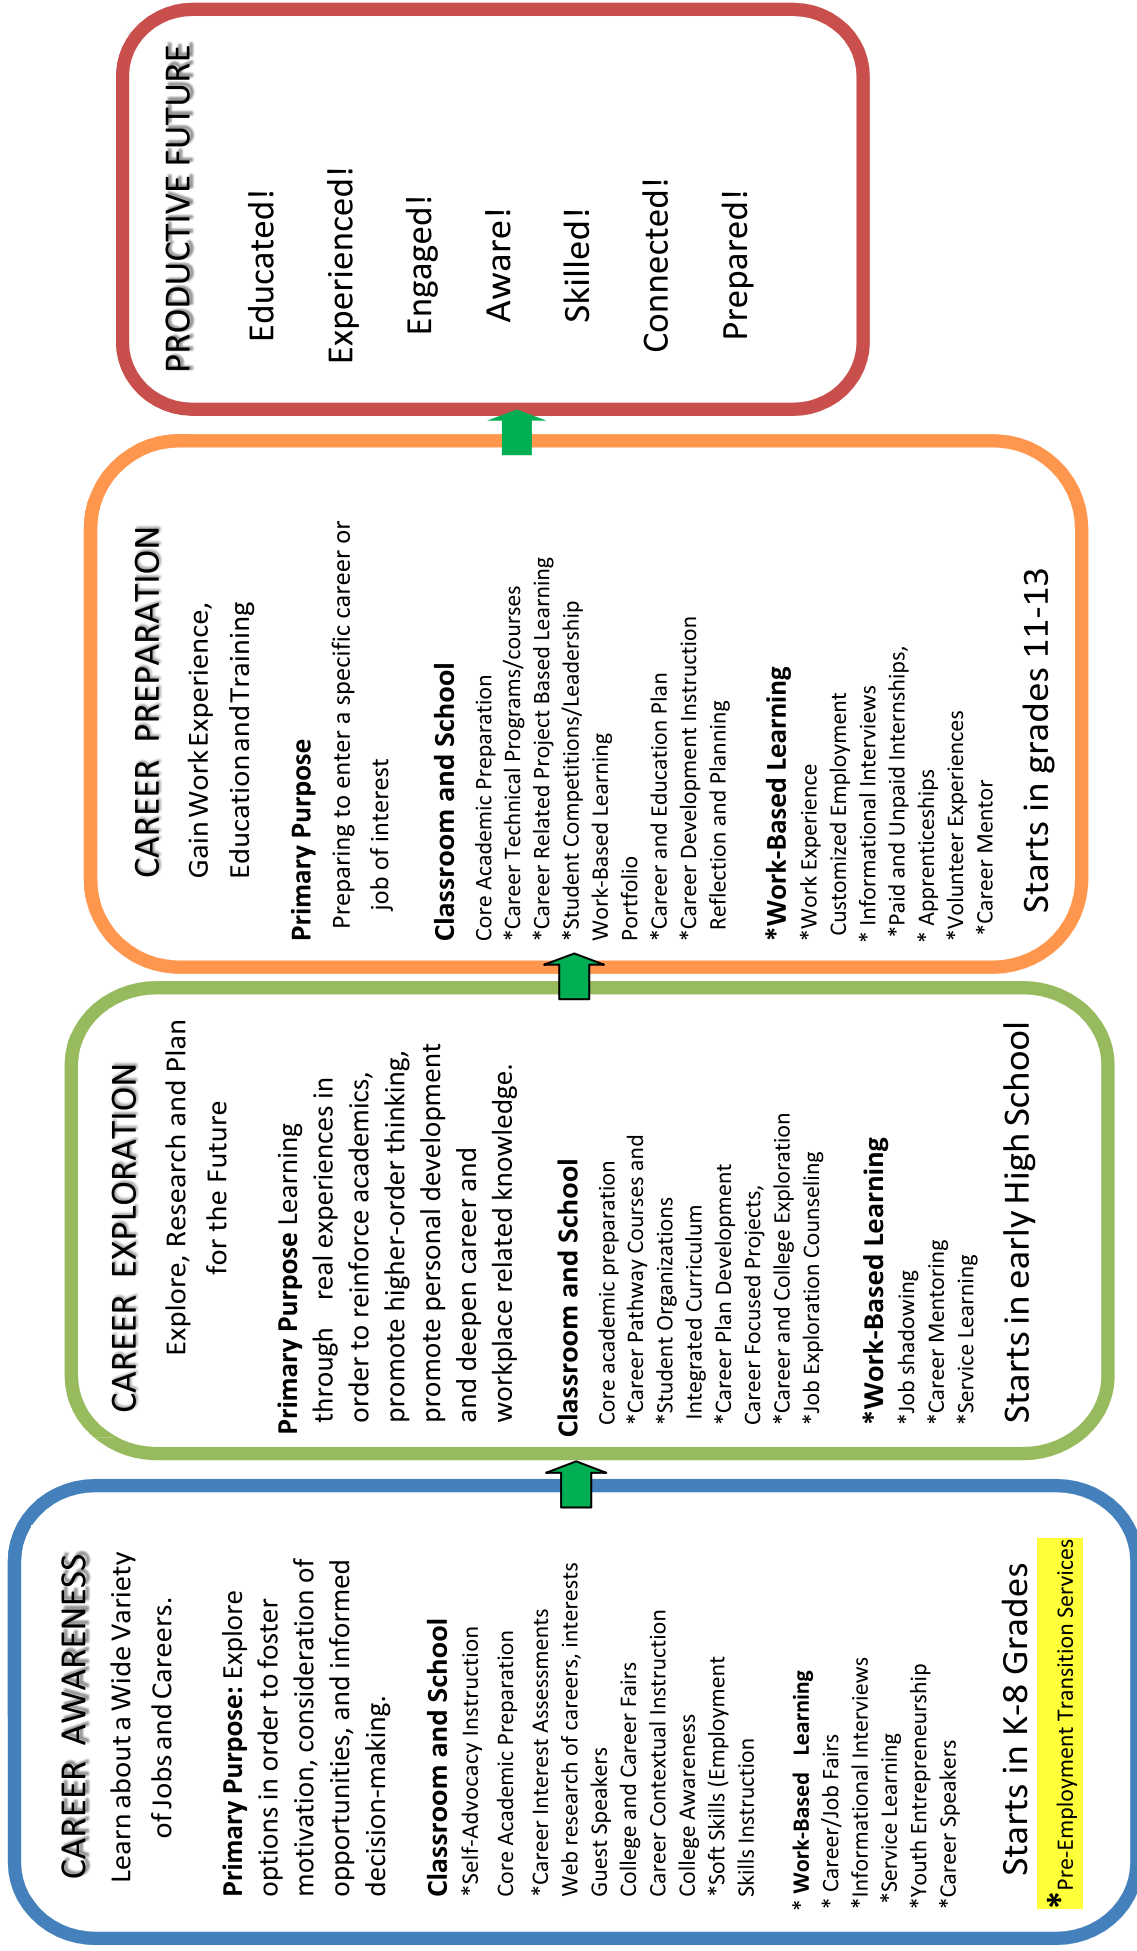 CAREER AWARENESS
Learn about a Wide Variety
of Jobs and Careers.
Primary Purpose: Explore
options in order to foster
motivation, consideration of
opportunities, and informed
decision-making.
Classroom and School
*Self-Advocacy Instruction
Core Academic Preparation
*Career Interest Assessments
Web research of careers, interests
Guest Speakers
College and Career Fairs
Career Contextual Instruction
College Awareness
*Soft Skills (Employment
Skills Instruction
* Work-Based Learning
* Career/Job Fairs
*Informational Interviews
*Service Learning
*Youth Entrepreneurship
*Career Speakers
Starts in K-8 Grades
*Pre-Employment Transition Services
CAREER EXPLORATION
Explore, Research and Plan
for the Future
Primary Purpose Learning
through real experiences in
order to reinforce academics,
promote higher-order thinking,
promote personal development
and deepen career and
workplace related knowledge.
Classroom and School
Core academic preparation
*Career Pathway Courses and
*Student Organizations
Integrated Curriculum
*Career Plan Development
Career Focused Projects,
*Career and College Exploration
*Job Exploration Counseling
*Work-Based Learning
*Job shadowing
*Career Mentoring
*Service Learning
Starts in early High School
CAREER PREPARATION
Gain Work Experience,
Education and Training
Primary Purpose
Preparing to enter a specific career or
job of interest
Classroom and School
Core Academic Preparation
*Career Technical Programs/courses
*Career Related Project Based Learning
*Student Competitions/Leadership
Work-Based Learning
Portfolio
*Career and Education Plan
*Career Development Instruction
Reflection and Planning
*Work-Based Learning
*Work Experience
Customized Employment
* Informational Interviews
*Paid and Unpaid Internships,
* Apprenticeships
*Volunteer Experiences
*Career Mentor
Starts in grades 11-13
PRODUCTIVE FUTURE
Educated!
Experienced!
Engaged!
Aware!
Skilled!
Connected!
Prepared!